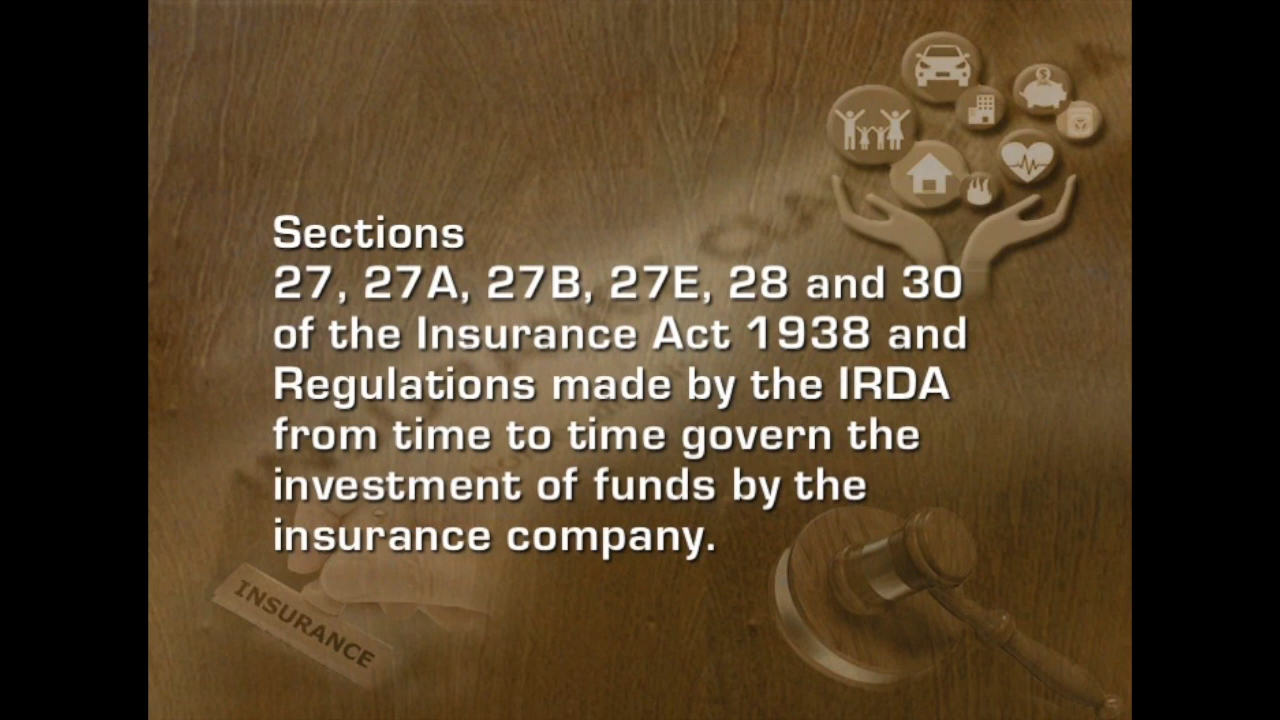 Sections
27, 27A, 27B, 27E, 28 and 30
of the Insurance Act 1938 and
Regulations made by the IRDA
from time to time govern the
investment of funds by the
insurance company.
INSURANCE